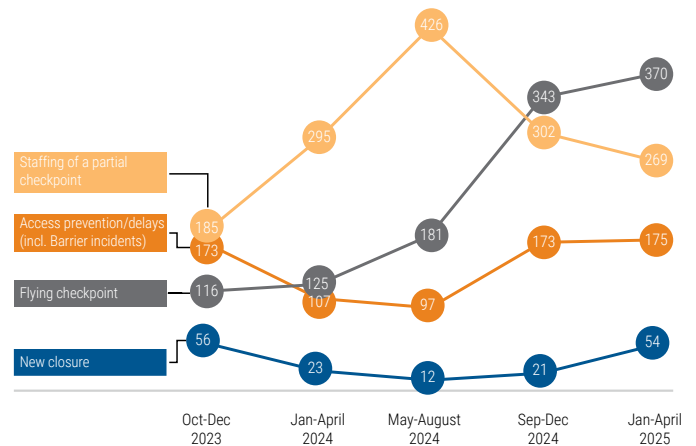 426
370
343
295
302
269
Staffing of a partial
checkpoint
185
Access prevention/delays
(incl. Barrier incidents)
173
181
173
175
Flying checkpoint
116
125
107
97
New closure
56
23
12
21
54
Oct-Dec
2023
Jan-April
2024
May-August
2024
Sep-Dec
2024
Jan-April
2025